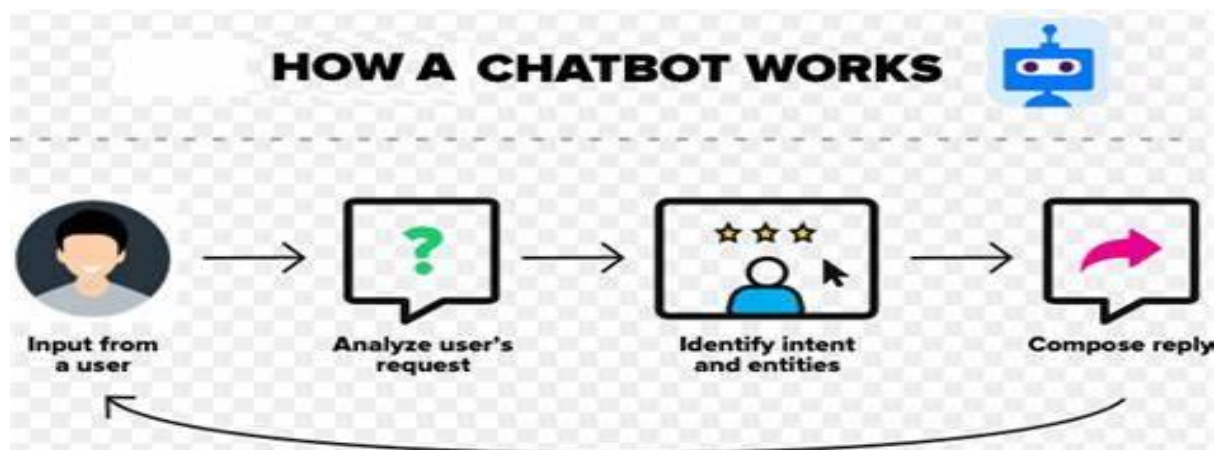 HOW A CHATBOT WORKS
Input from
a user
Analyze user's
request
?
Identify intent
and entities
Compose reply